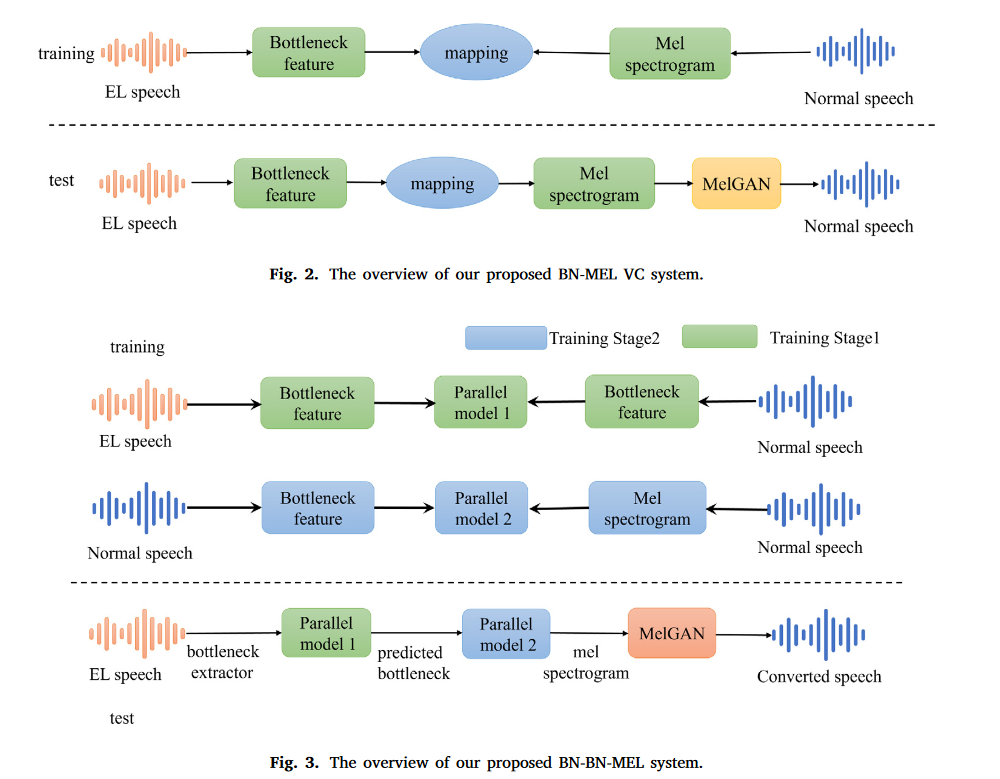 training
EL speech
Bottleneck
feature
mapping
Mel
spectrogram
Normal speech
test
EL speech
Bottleneck
feature
mapping
Mel
spectrogram
MelGAN
Normal speech
Fig. 2. The overview of our proposed BN-MEL VC system.
Training Stage2
Training Stage1
training
EL speech
Bottleneck
feature
Parallel
model 1
Bottleneck
feature
Normal speech
Normal speech
Bottleneck
feature
Parallel
model 2
Mel
spectrogram
Normal speech
EL speech
bottleneck
extractor
Parallel
model 1
predicted
bottleneck
Parallel
model 2
mel
spectrogram
MelGAN
Converted speech
test
Fig. 3. The overview of our proposed BN-BN-MEL system.